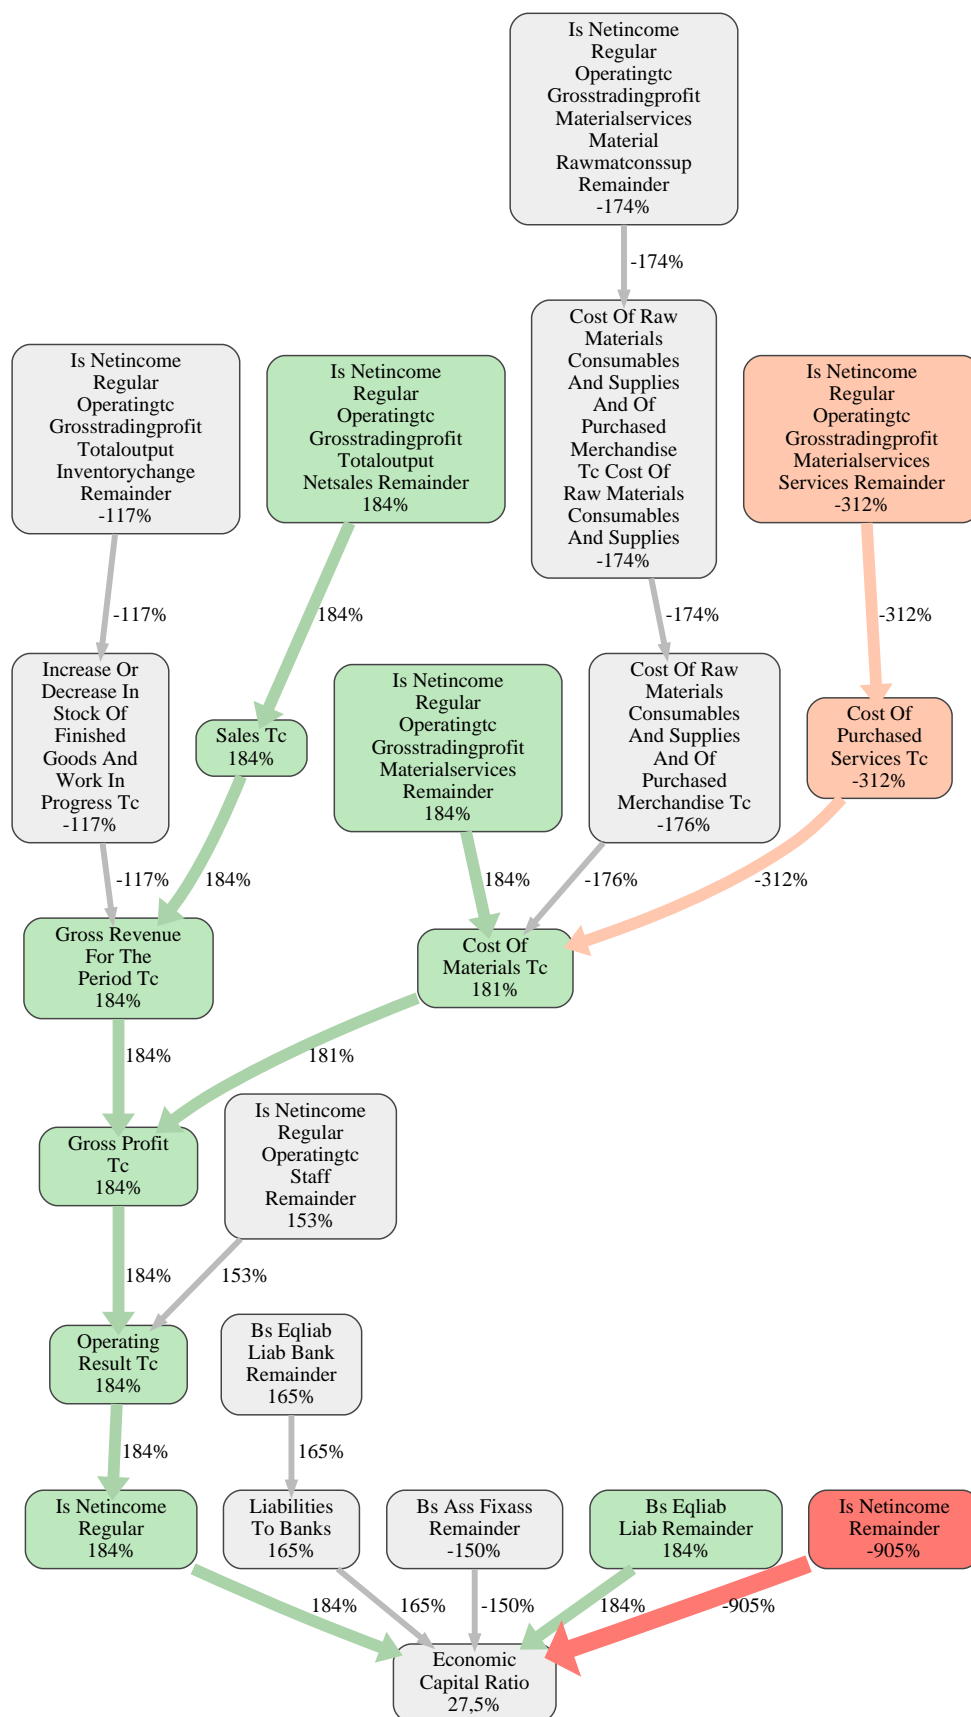 Is Netincome
Regular
Operatingtc
Grosstradingprofit
Materialservices
Material
Rawmatconssup
Remainder
-174%
-174%
Cost Of Raw
Materials
Consumables
And Supplies
And Of
Purchased
Merchandise
Tc Cost Of
Raw Materials
Consumables
And Supplies
-174%
Is Netincome
Regular
Operatingtc
Grosstradingprofit
Totaloutput
Inventorychange
Remainder
-117%
Is Netincome
Regular
Operatingtc
Grosstradingprofit
Totaloutput
Netsales Remainder
184%
Is Netincome
Regular
Operatingtc
Grosstradingprofit
Materialservices
Services Remainder
-312%
-117%
184%
-174%
-312%
Increase Or
Decrease In
Stock Of
Finished
Goods And
Work In
Progress Tc
-117%
Sales Tc
184%
Is Netincome
Regular
Operatingtc
Grosstradingprofit
Materialservices
Remainder
184%
Cost Of Raw
Materials
Consumables
And Supplies
And Of
Purchased
Merchandise Tc
-176%
Cost Of
Purchased
Services Tc
-312%
-117%
184%
184%
-176%
-312%
Gross Revenue
For The
Period Tc
184%
Cost Of
Materials Tc
181%
184%
181%
Gross Profit
Tc
184%
Is Netincome
Regular
Operatingtc
Staff
Remainder
153%
184%
153%
Operating
Result Tc
184%
Bs Eqliab
Liab Bank
Remainder
165%
184%
165%
Is Netincome
Regular
184%
Liabilities
To Banks
165%
Bs Ass Fixass
Remainder
-150%
Bs Eqliab
Liab Remainder
184%
Is Netincome
Remainder
-905%
184%
165%
-150%
184%
-905%
Economic
Capital Ratio
27,5%